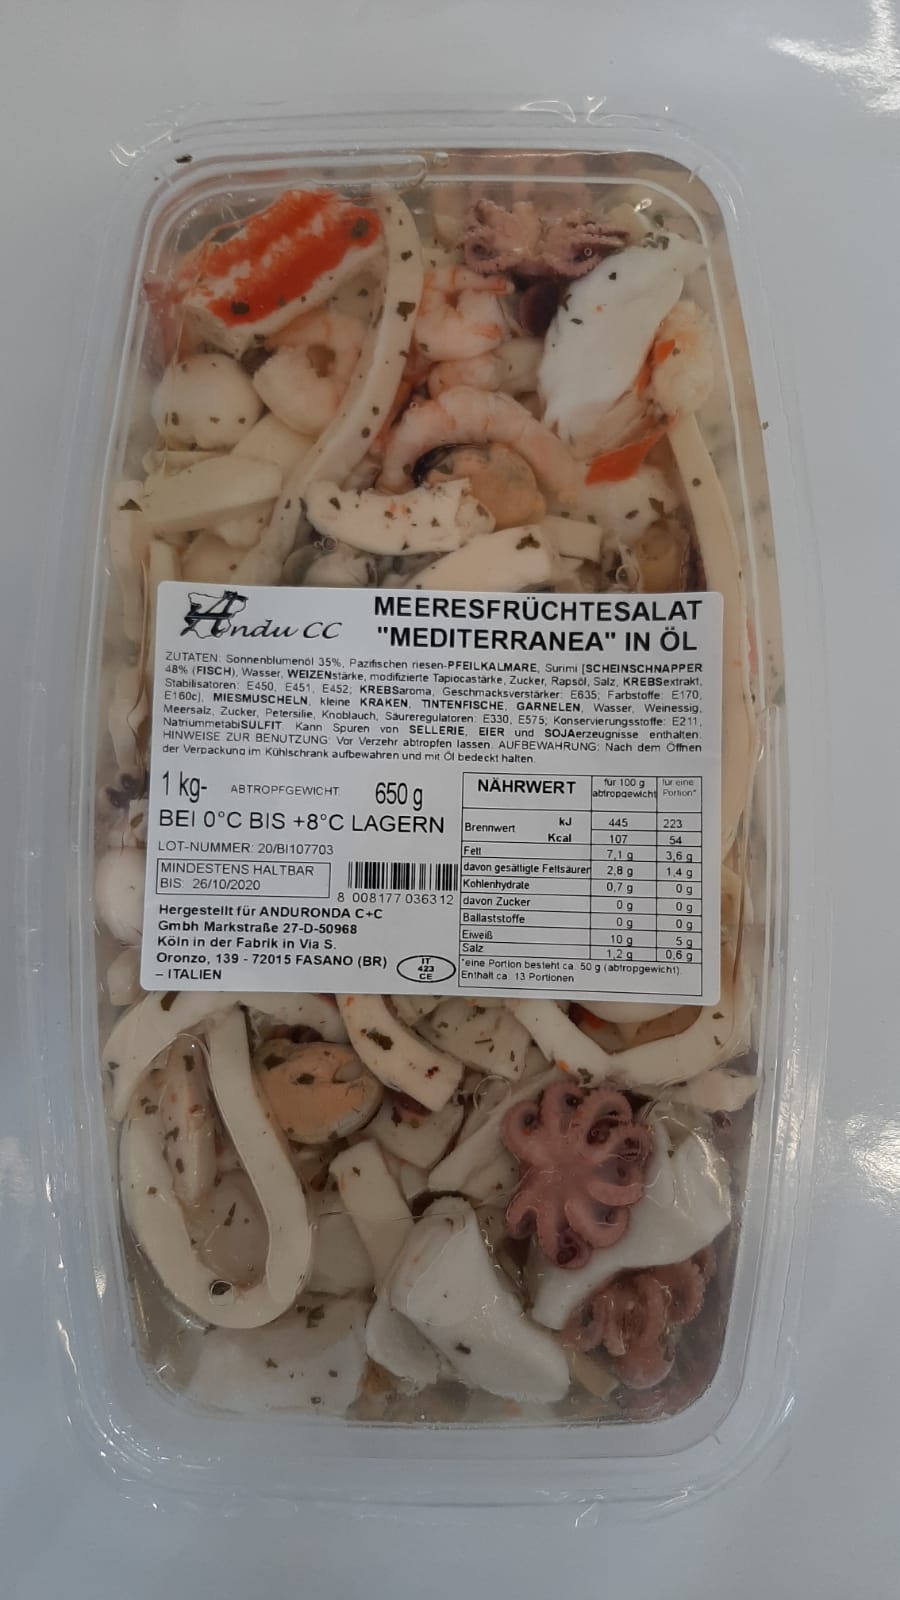 Andu CC
MEERESFRÜCHTESALAT
"MEDITERRANEA" IN ÖL
ZUTATEN: Sonnenblumenöl 35%, Pazifischen riesen-PFEILKALMARE, Surimi [SCHEINSCHNAPPER
48% (FISCH), Wasser, WEIZENstärke, modifizierte Tapiocastärke, Zucker, Rapsöl, Salz, KREBSextrakt,
Stabilisatoren: E450, E451, E452; KREBSaroma, Geschmacksverstärker: E635; Farbstoffe: E170,
E160c], MIESMUSCHELN, kleine KRAKEN, TINTENFISCHE, GARNELEN, Wasser, Weinessig,
Meersalz, Zucker, Petersilie, Knoblauch, Säureregulatoren: E330, E575; Konservierungsstoffe: E211,
NatriummetabiSULFIT. Kann Spuren von SELLERIE, EIER und SOJAerzeugnisse enthalten.
HINWEISE ZUR BENUTZUNG: Vor Verzehr abtropfen lassen. AUFBEWAHRUNG: Nach dem Öffnen
der Verpackung im Kühlschrank aufbewahren und mit Öl bedeckt halten.
1 kg- ABTROPFGEWICHT 650 g
BEI 0°C BIS +8°C LAGERN
LOT-NUMMER: 20/BI107703
MINDESTENS HALTBAR
BIS: 26/10/2020
8 008177 036312
Hergestellt für ANDURONDA C+C
Gmbh Markstraße 27-D-50968
Köln in der Fabrik in Via S.
Oronzo, 139 - 72015 FASANO (BR)
– ITALIEN
IT
423
CE
NÄHRWERT für 100 g abtropgewicht für eine Portion*
Brennwert kJ 445 223
Kcal 107 54
Fett 7,1 g 3,6 g
davon gesättigte Fettsäuren 2,8 g 1,4 g
Kohlenhydrate 0,7 g 0 g
davon Zucker 0 g 0 g
Ballaststoffe 0 g 0 g
Eiweiß 10 g 5 g
Salz 1,2 g 0,6 g
*eine Portion besteht ca. 50 g (abtropgewicht).
Enthält ca. 13 Portionen